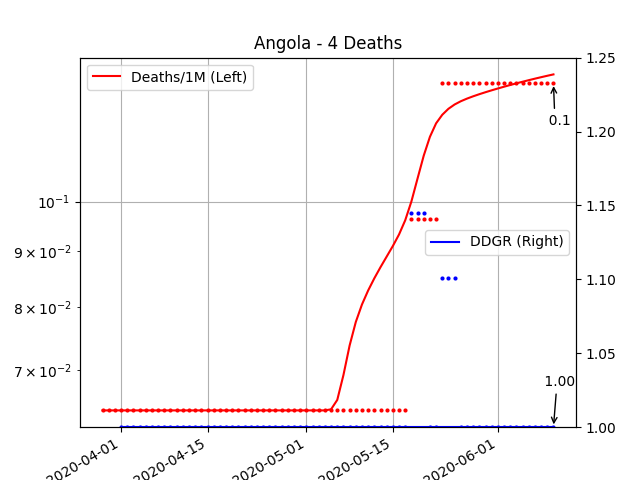 Angola - 4 Deaths
Deaths/1M (Left)
1.25
1.20
0.1
10⁻¹
1.15
DDGR (Right)
9 × 10⁻²
1.10
8 × 10⁻²
1.05
7 × 10⁻²
1.00
1.00
2020-04-01
2020-04-15
2020-05-01
2020-05-15
2020-06-01